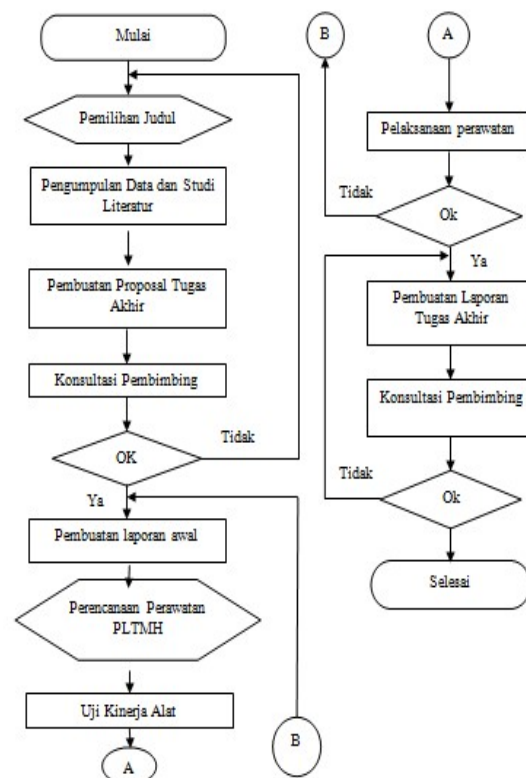 Mulai
Pemilihan Judul
Pengumpulan Data dan Studi
Literatur
Pembuatan Proposal Tugas
Akhir
Konsultasi Pembimbing
OK
Tidak
Ya
Pembuatan laporan awal
Perencanaan Perawatan
PLTMH
Uji Kinerja Alat
A
B
B
A
Pelaksanaan perawatan
Tidak
Ok
Ya
Pembuatan Laporan
Tugas Akhir
Konsultasi Pembimbing
Tidak
Ok
Selesai